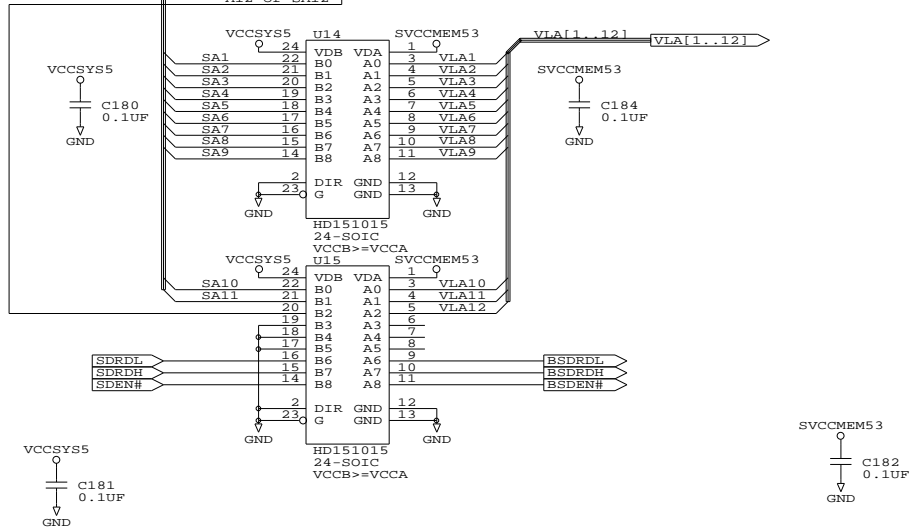 U14
VCCSYS5 SVCCMEM53
VLA[1..12] VLA[1..12]
24 VDB VDA 1
SA1 22 B0 A0 3 VLA1
SA2 21 B1 A1 4 VLA2
SA3 20 B2 A2 5 VLA3
SA4 19 B3 A3 6 VLA4
SA5 18 B4 A4 7 VLA5
SA6 17 B5 A5 8 VLA6
SA7 16 B6 A6 9 VLA7
SA8 15 B7 A7 10 VLA8
SA9 14 B8 A8 11 VLA9
2 DIR GND 12
23 G GND 13
GND GND
HD151015
24-SOIC
VCCB>=VCCA
VCCSYS5
C180
0.1UF
GND
SVCCMEM53
C184
0.1UF
GND
VCCSYS5 U15 SVCCMEM53
24 VDB VDA 1
SA10 22 B0 A0 3 VLA10
SA11 21 B1 A1 4 VLA11
20 B2 A2 5 VLA12
19 B3 A3 6
18 B4 A4 7
17 B5 A5 8
SDRDL 16 B6 A6 9 BSDRDL
SDRDH 15 B7 A7 10 BSDRDH
SDEN# 14 B8 A8 11 BSDEN#
2 DIR GND 12
23 G GND 13
GND GND
HD151015
24-SOIC
VCCB>=VCCA
VCCSYS5
C181
0.1UF
GND
SVCCMEM53
C182
0.1UF
GND